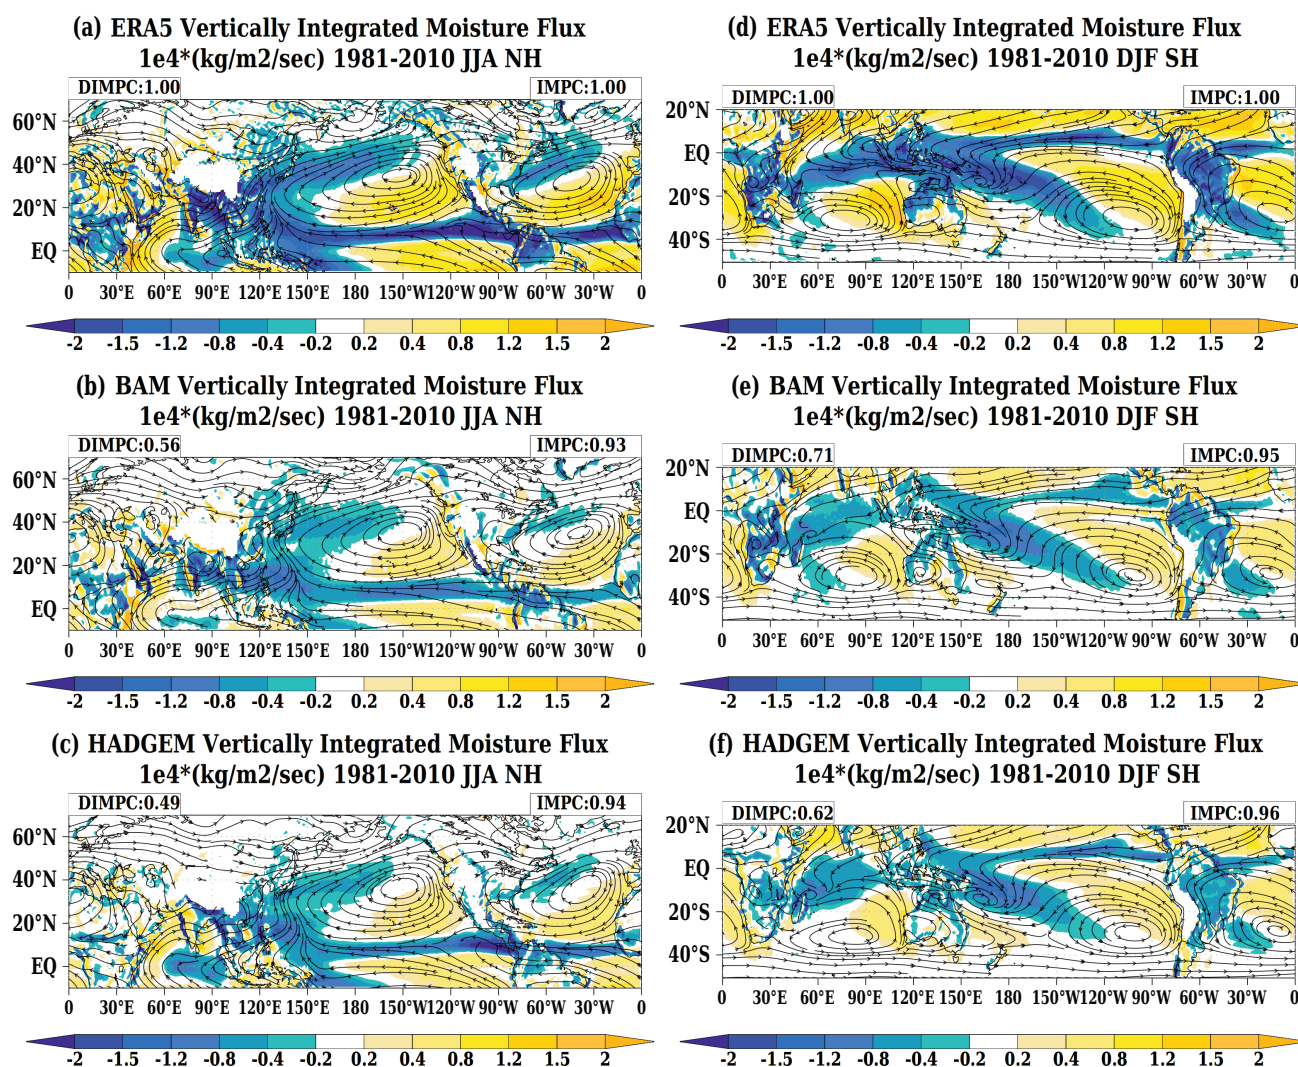 (a) ERA5 Vertically Integrated Moisture Flux
1e4*(kg/m2/sec) 1981-2010 JJA NH
DIMPC:1.00
IMPC:1.00
60°N
40°N
20°N
EQ
0 30°E 60°E 90°E 120°E 150°E 180 150°W 120°W 90°W 60°W 30°W 0
-2 -1.5 -1.2 -0.8 -0.4 -0.2 0.2 0.4 0.8 1.2 1.5 2
(d) ERA5 Vertically Integrated Moisture Flux
1e4*(kg/m2/sec) 1981-2010 DJF SH
DIMPC:1.00
IMPC:1.00
20°N
EQ
20°S
40°S
0 30°E 60°E 90°E 120°E 150°E 180 150°W 120°W 90°W 60°W 30°W 0
-2 -1.5 -1.2 -0.8 -0.4 -0.2 0.2 0.4 0.8 1.2 1.5 2
(b) BAM Vertically Integrated Moisture Flux
1e4*(kg/m2/sec) 1981-2010 JJA NH
DIMPC:0.56
IMPC:0.93
60°N
40°N
20°N
EQ
0 30°E 60°E 90°E 120°E 150°E 180 150°W 120°W 90°W 60°W 30°W 0
-2 -1.5 -1.2 -0.8 -0.4 -0.2 0.2 0.4 0.8 1.2 1.5 2
(e) BAM Vertically Integrated Moisture Flux
1e4*(kg/m2/sec) 1981-2010 DJF SH
DIMPC:0.71
IMPC:0.95
20°N
EQ
20°S
40°S
0 30°E 60°E 90°E 120°E 150°E 180 150°W 120°W 90°W 60°W 30°W 0
-2 -1.5 -1.2 -0.8 -0.4 -0.2 0.2 0.4 0.8 1.2 1.5 2
(c) HADGEM Vertically Integrated Moisture Flux
1e4*(kg/m2/sec) 1981-2010 JJA NH
DIMPC:0.49
IMPC:0.94
60°N
40°N
20°N
EQ
0 30°E 60°E 90°E 120°E 150°E 180 150°W 120°W 90°W 60°W 30°W 0
-2 -1.5 -1.2 -0.8 -0.4 -0.2 0.2 0.4 0.8 1.2 1.5 2
(f) HADGEM Vertically Integrated Moisture Flux
1e4*(kg/m2/sec) 1981-2010 DJF SH
DIMPC:0.62
IMPC:0.96
20°N
EQ
20°S
40°S
0 30°E 60°E 90°E 120°E 150°E 180 150°W 120°W 90°W 60°W 30°W 0
-2 -1.5 -1.2 -0.8 -0.4 -0.2 0.2 0.4 0.8 1.2 1.5 2